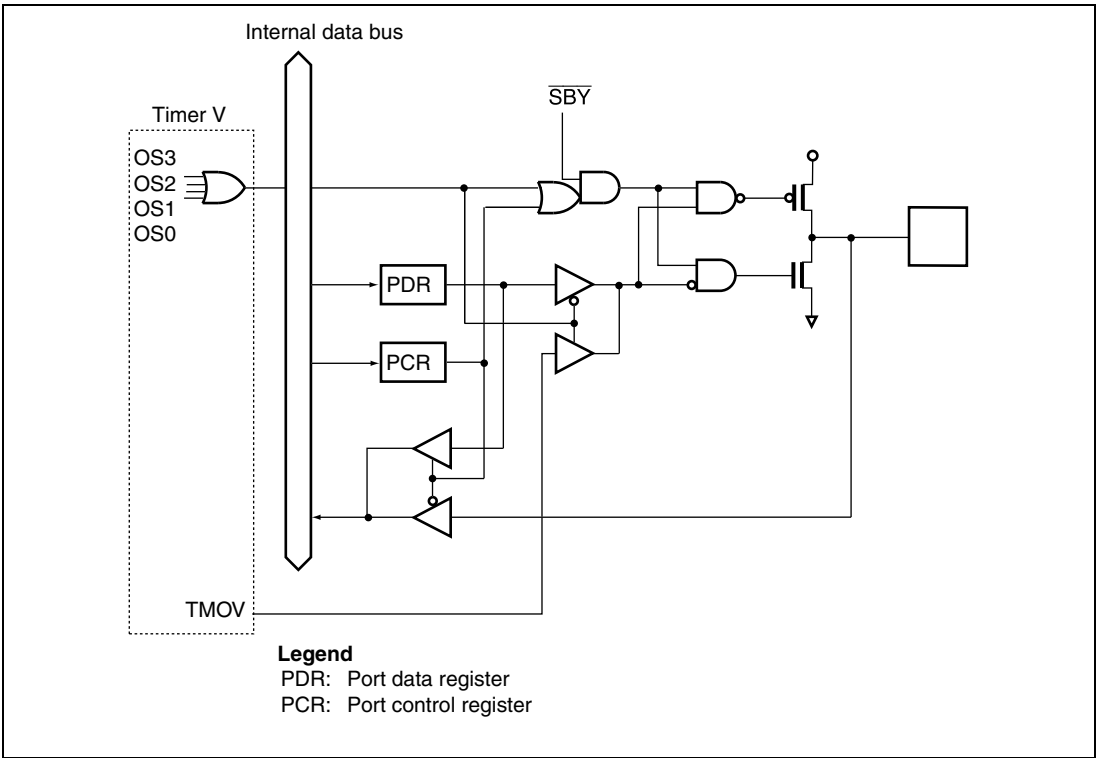 Internal data bus
SBY
Timer V
OS3
OS2
OS1
OS0
PDR
PCR
TMOV
Legend
PDR: Port data register
PCR: Port control register